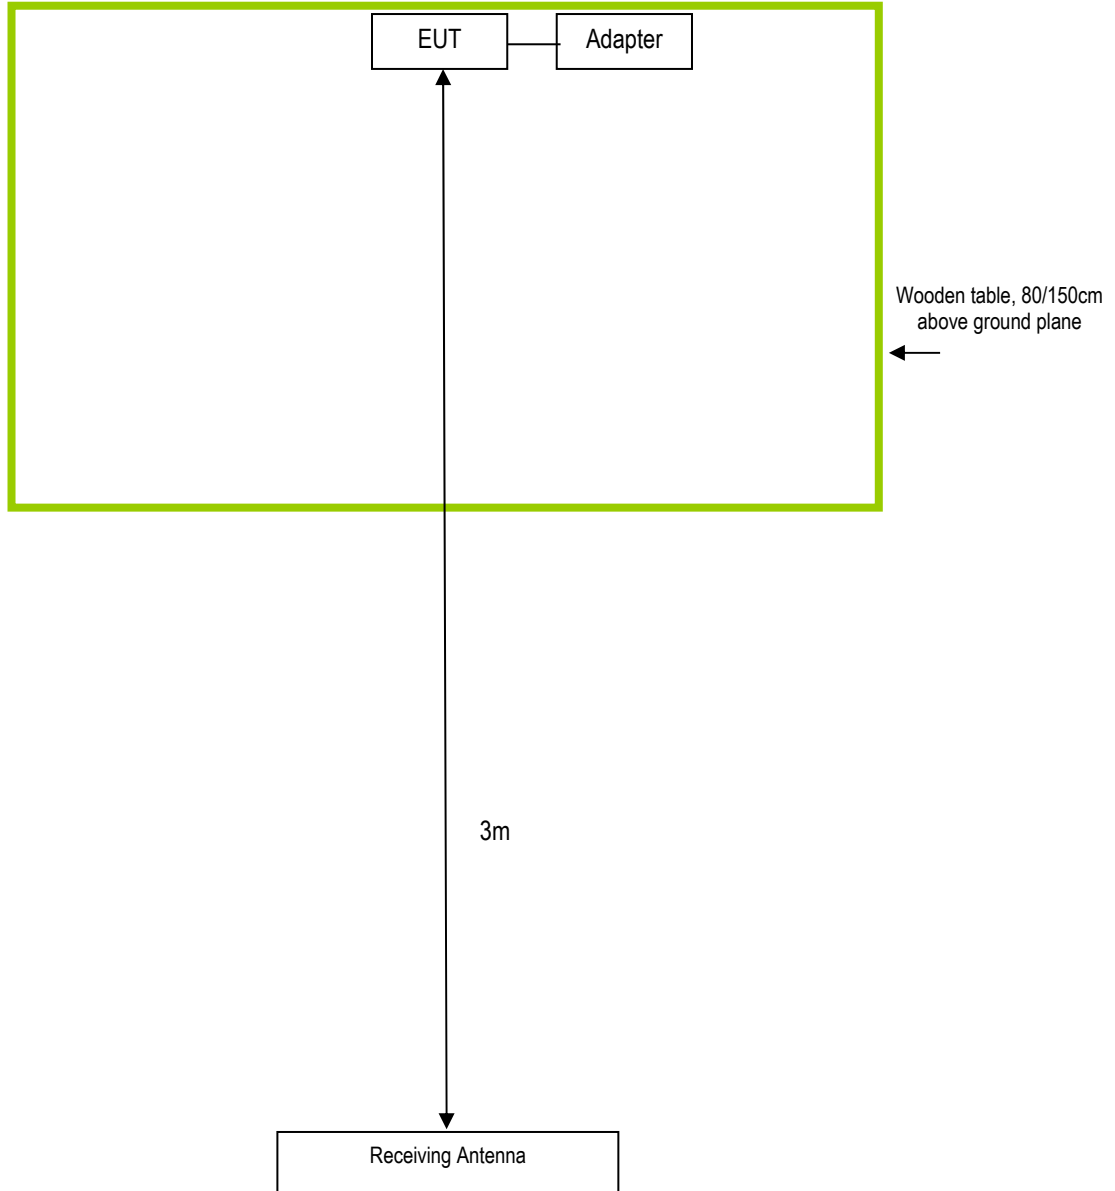 EUT
Adapter
Wooden table, 80/150cm
above ground plane
3m
Receiving Antenna